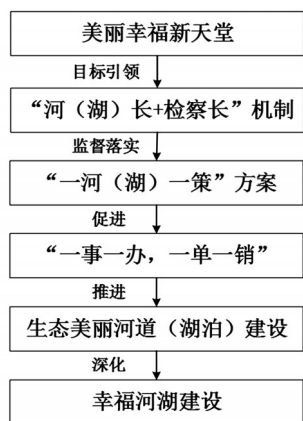 美丽幸福新天堂
目标引领
“河（湖）长+检察长”机制
监督落实
“一河（湖）一策”方案
促进
“一事一办，一单一销”
推进
生态美丽河道（湖泊）建设
深化
幸福河湖建设